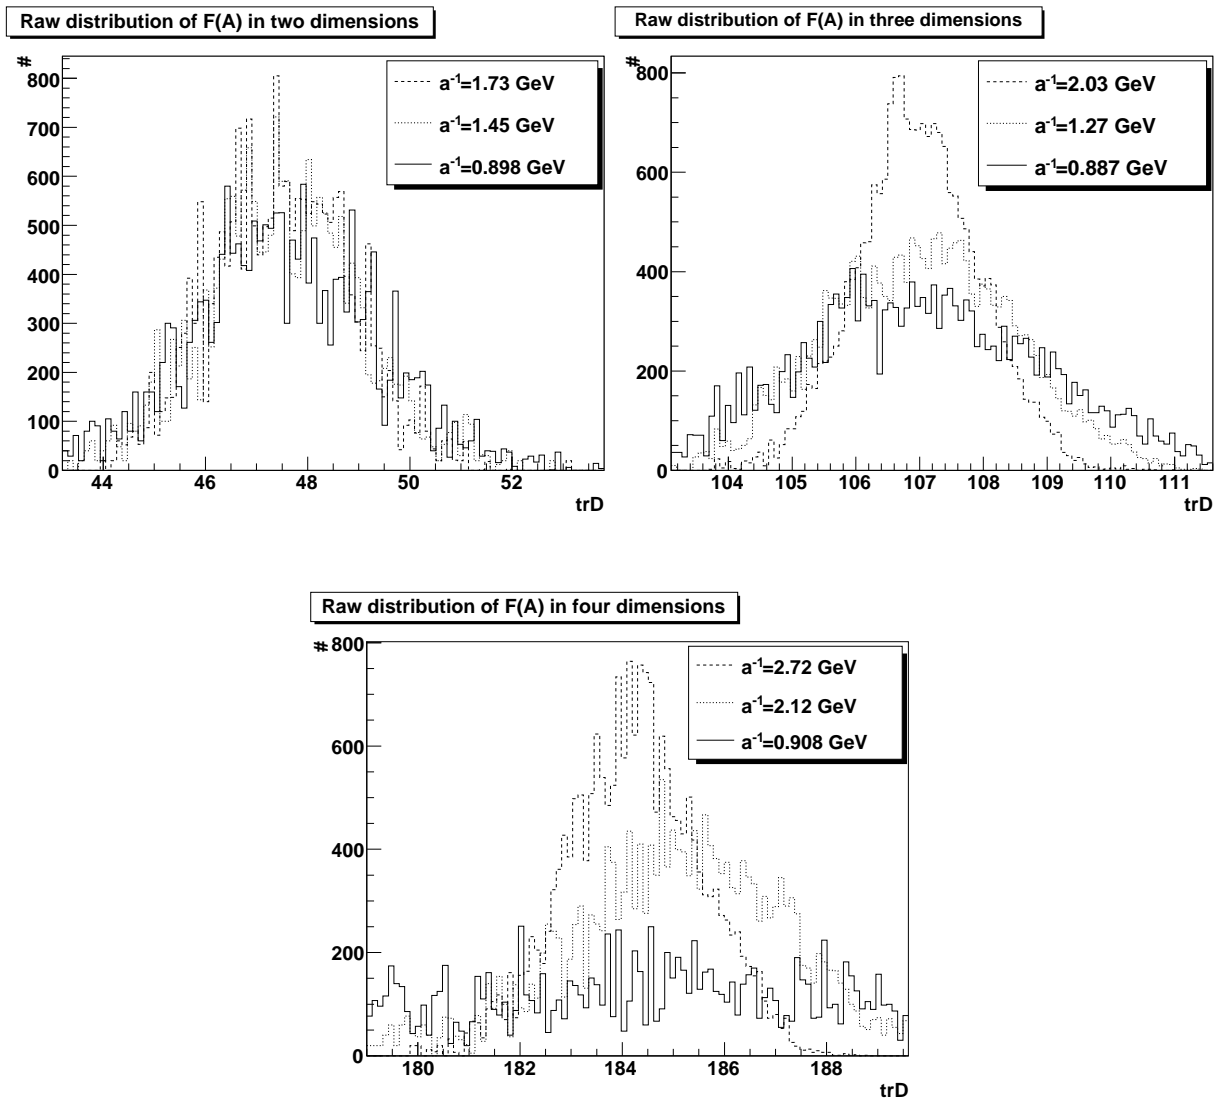 Raw distribution of F(A) in two dimensions
#
800
700
600
500
400
300
200
100
0
44 46 48 50 52
trD
a⁻¹=1.73 GeV
a⁻¹=1.45 GeV
a⁻¹=0.898 GeV
Raw distribution of F(A) in three dimensions
#
800
600
400
200
0
104 105 106 107 108 109 110 111
trD
a⁻¹=2.03 GeV
a⁻¹=1.27 GeV
a⁻¹=0.887 GeV
Raw distribution of F(A) in four dimensions
#
800
600
400
200
0
180 182 184 186 188
trD
a⁻¹=2.72 GeV
a⁻¹=2.12 GeV
a⁻¹=0.908 GeV